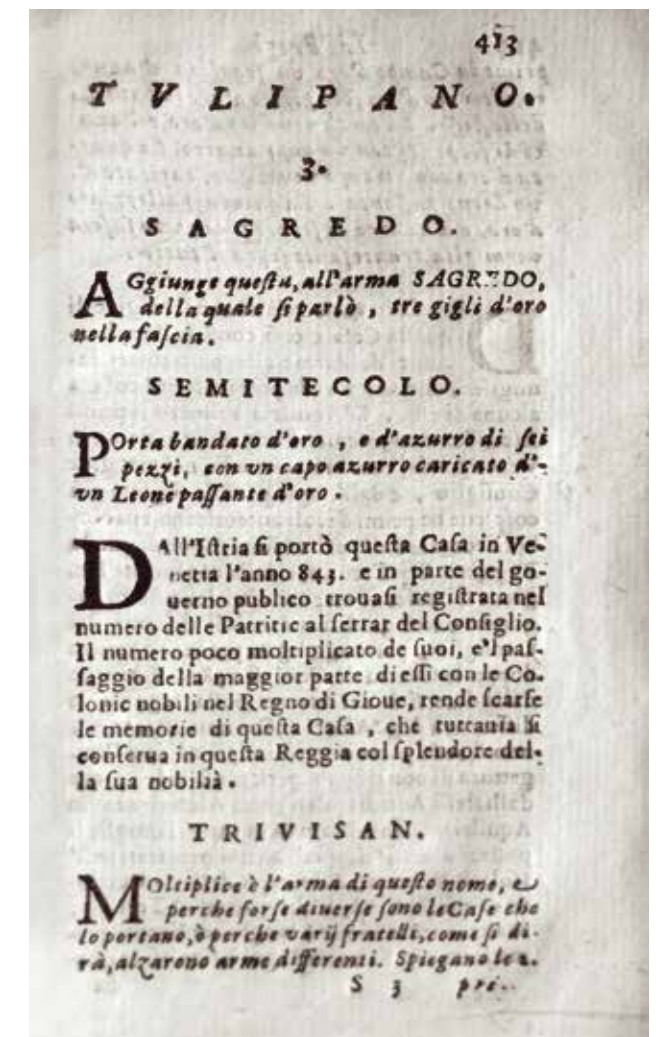 413
TVLIPANO.
3.
SAGREDO.
AGgiunge questa, all'arma SAGREDO,
della quale si parlò, tre gigli d'oro
nella fascia.
SEMITECOLO.
POrta bandato d'oro, e d'azurro di sei
pezzi, con vn capo azurro caricato d'-
vn Leone passante d'oro.
DAll'Istria si portò questa Casa in Ve-
netia l'anno 843. e in parte del go-
uerno publico trouasi registrata nel
numero delle Patritie al serrar del Consiglio.
Il numero poco moltiplicato de suoi, e'l pas-
saggio della maggior parte di essi con le Co-
lonie nobili nel Regno di Gioue, rende scarse
le memorie di questa Casa, che tuttauia si
conserua in questa Reggia col splendore del-
la sua nobilià.
TRIVISAN.
MOltiplice è l'arma di questo nome, &
perche forse diuerse sono le Case che
lo portano, ò perche varij fratelli, come si di-
rà, alzarono arme differenti. Spiegano le 2.
S 3 pri-